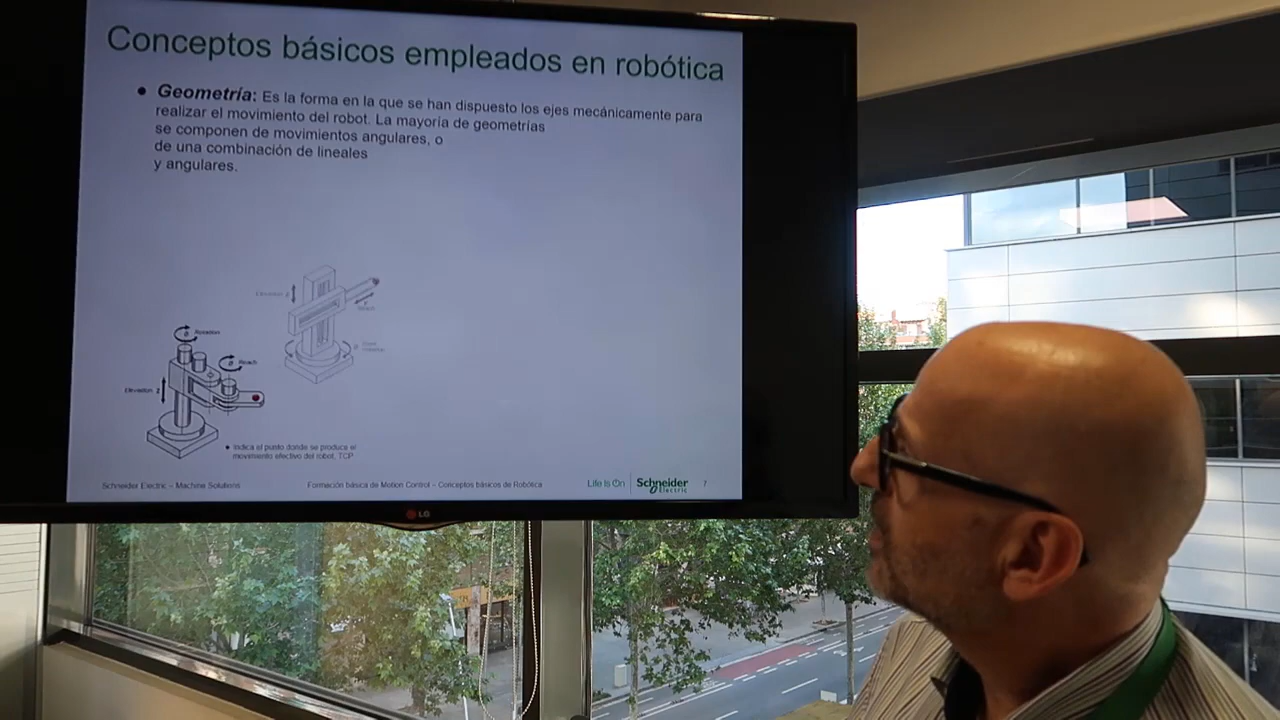 Conceptos básicos empleados en robótica
● Geometría: Es la forma en la que se han dispuesto los ejes mecánicamente para
realizar el movimiento del robot. La mayoría de geometrías
se componen de movimientos angulares, o
de una combinación de lineales
y angulares.
Elevation Z
Reach
Rotation
Reach
Elevation Z
● Indica el punto donde se produce el
movimiento efectivo del robot, TCP
Schneider Electric – Machine Solutions
Formación básica de Motion Control – Conceptos básicos de Robótica
Life Is On
Schneider
Electric
7
LG